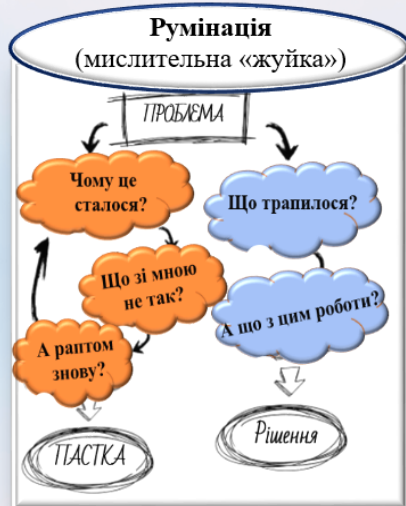 Румінація
(мислительна «жуйка»)
ПРОБЛЕМА
Чому це
сталося?
Що зі мною
не так?
А раптом
знову?
ПАСТКА
Що трапилося?
А що з цим роботи?
Рішення